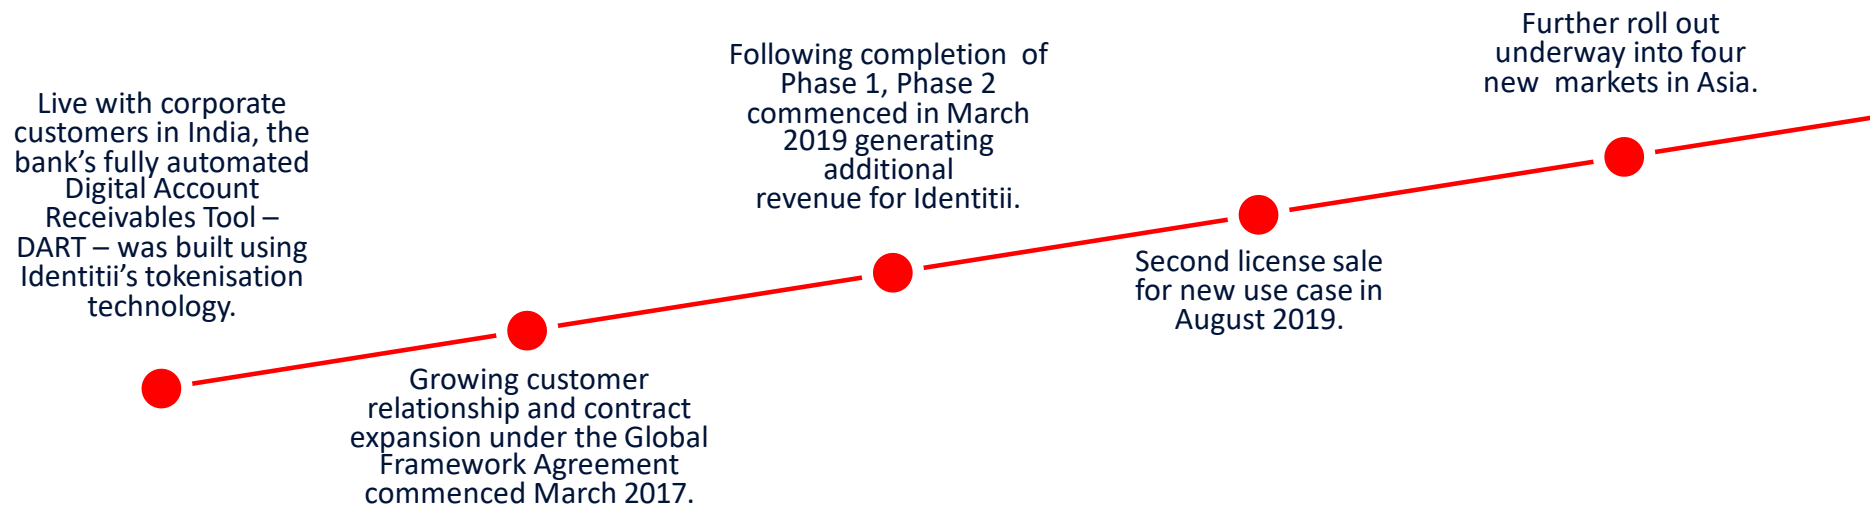 Live with corporate
customers in India, the
bank’s fully automated
Digital Account
Receivables Tool –
DART – was built using
Identitii’s tokenisation
technology.
Growing customer
relationship and contract
expansion under the Global
Framework Agreement
commenced March 2017.
Following completion of
Phase 1, Phase 2
commenced in March
2019 generating
additional
revenue for Identitii.
Second license sale
for new use case in
August 2019.
Further roll out
underway into four
new markets in Asia.